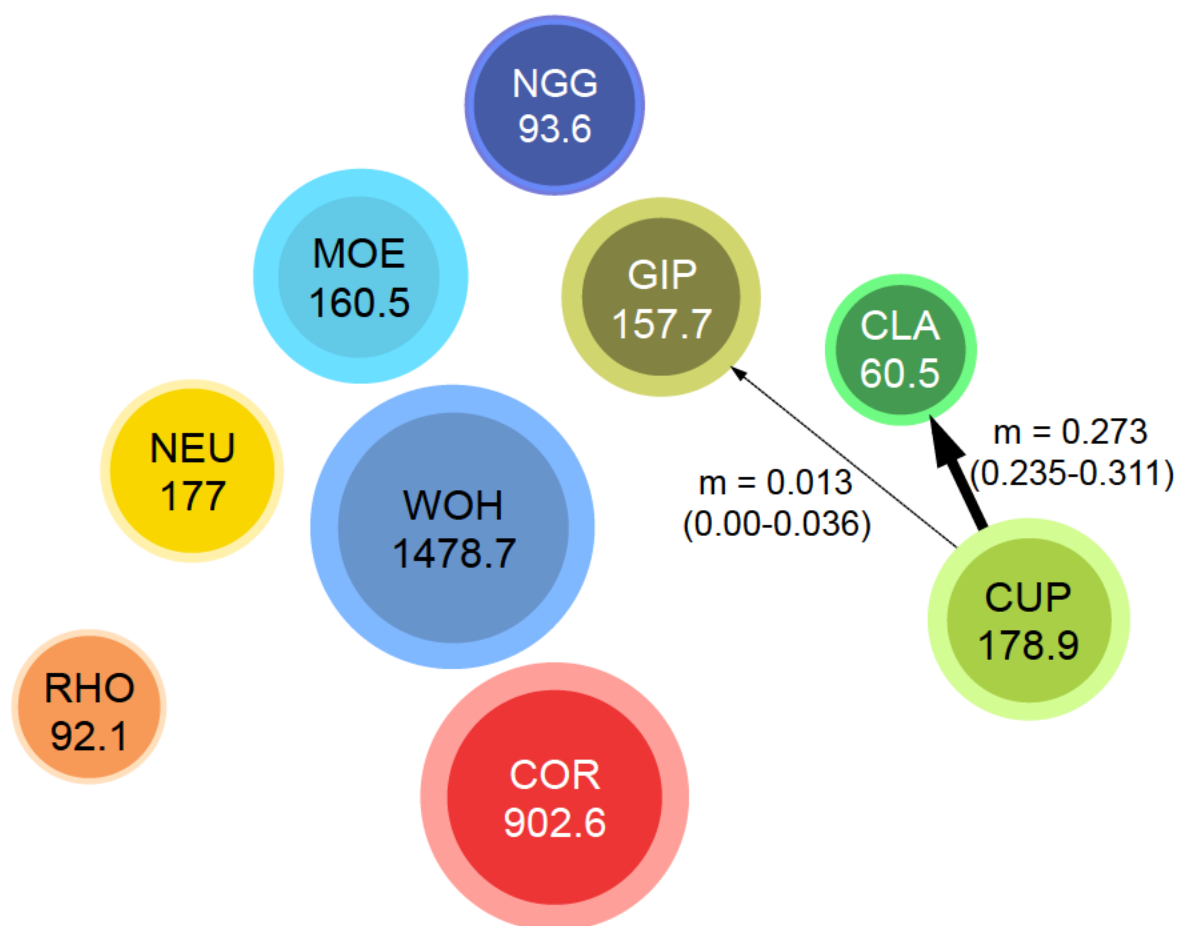 NGG
93.6
MOE
160.5
GIP
157.7
CLA
60.5
NEU
177
WOH
1478.7
m = 0.013
(0.00-0.036)
m = 0.273
(0.235-0.311)
CUP
178.9
RHO
92.1
COR
902.6